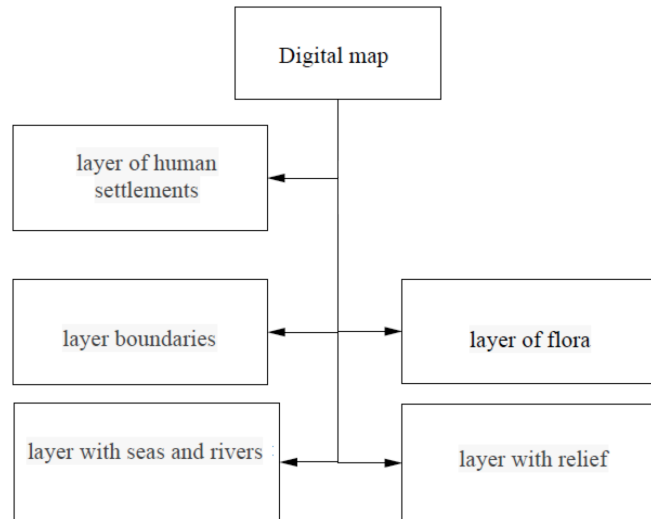 Digital map
layer of human
settlements
layer boundaries
layer of flora
layer with seas and rivers :
layer with relief